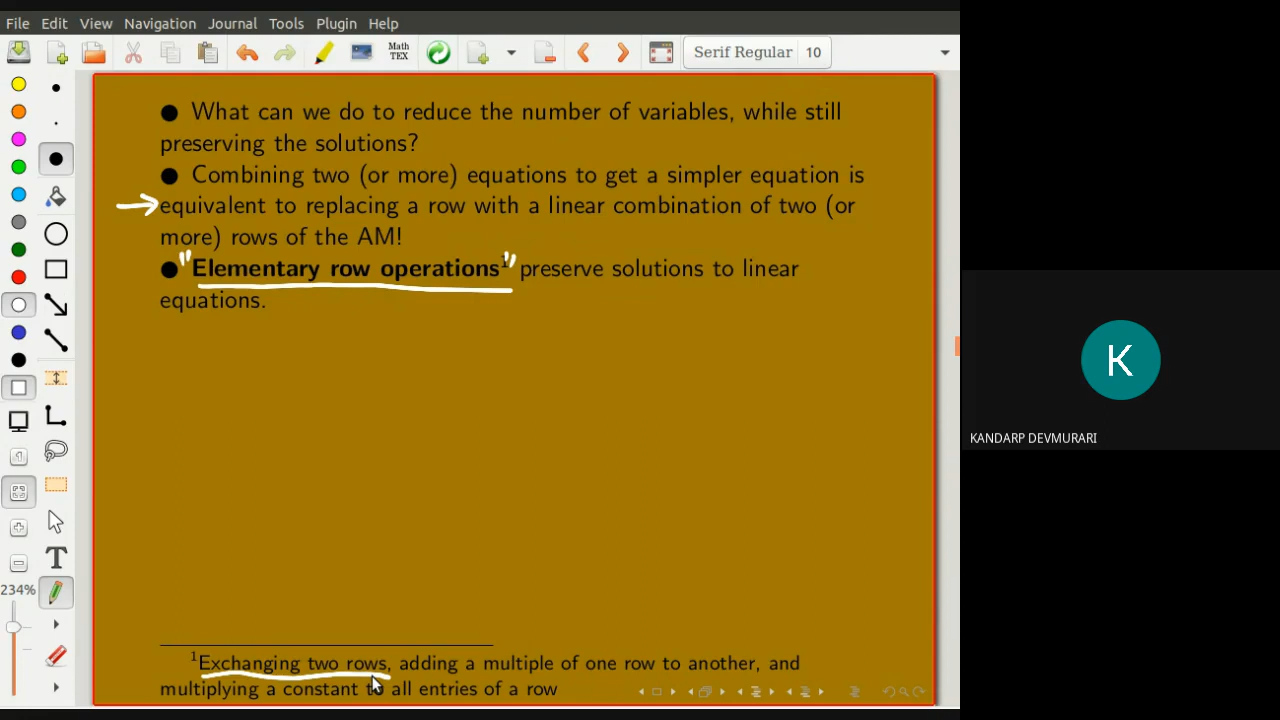 File Edit View Navigation Journal Tools Plugin Help
Math TEX Serif Regular 10
● What can we do to reduce the number of variables, while still
preserving the solutions?
● Combining two (or more) equations to get a simpler equation is
equivalent to replacing a row with a linear combination of two (or
more) rows of the AM!
● "Elementary row operations¹" preserve solutions to linear
equations.
¹Exchanging two rows, adding a multiple of one row to another, and
multiplying a constant to all entries of a row
234%
T
K
KANDARP DEVMURARI